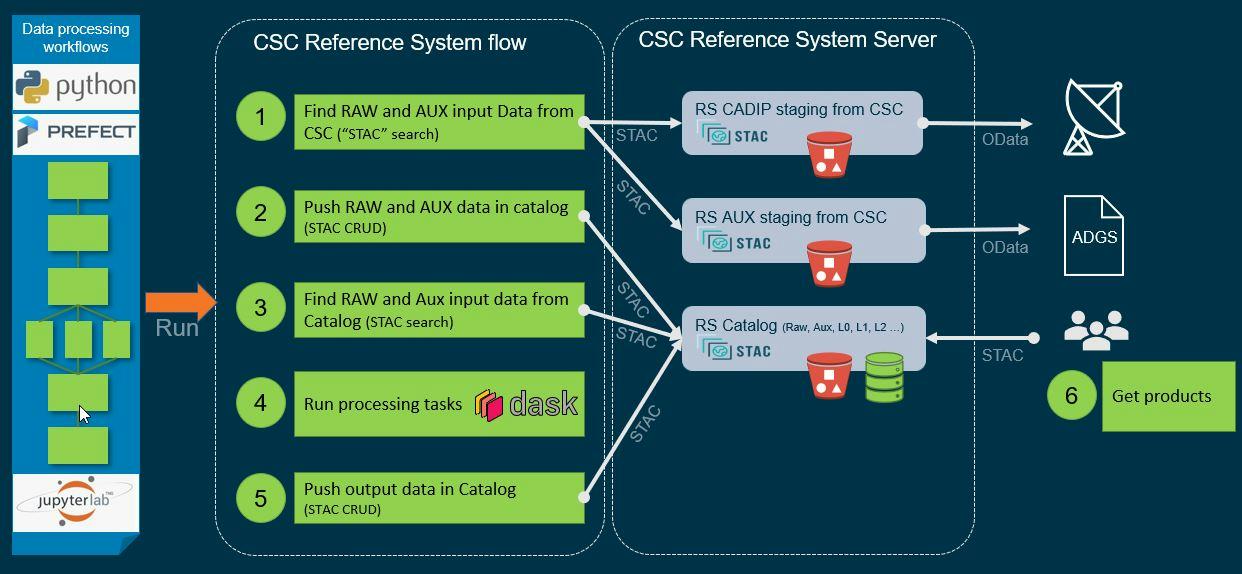 Data processing
workflows
python
PREFECT
jupyterlab™
Run
CSC Reference System flow
1
Find RAW and AUX input Data from
CSC (“STAC” search)
2
Push RAW and AUX data in catalog
(STAC CRUD)
3
Find RAW and Aux input data from
Catalog (STAC search)
4
Run processing tasks dask
5
Push output data in Catalog
(STAC CRUD)
STAC
STAC
STAC
STAC
STAC
CSC Reference System Server
RS CADIP staging from CSC
STAC
RS AUX staging from CSC
STAC
RS Catalog (Raw, Aux, L0, L1, L2 ...)
STAC
OData
OData
ADGS
STAC
6
Get products